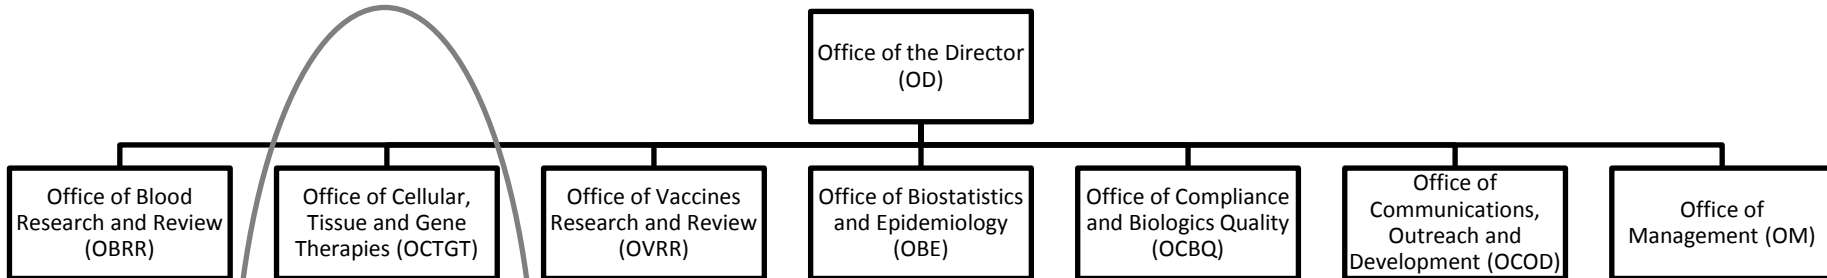 Office of the Director
(OD)
Office of Blood
Research and Review
(OBRR)
Office of Cellular,
Tissue and Gene
Therapies (OCTGT)
Office of Vaccines
Research and Review
(OVRR)
Office of Biostatistics
and Epidemiology
(OBE)
Office of Compliance
and Biologics Quality
(OCBQ)
Office of
Communications,
Outreach and
Development (OCOD)
Office of
Management (OM)